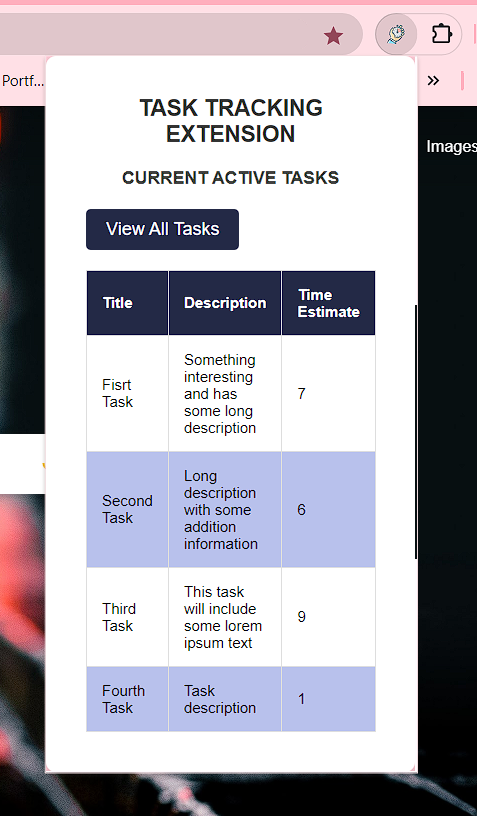 Portf...
»
Images
TASK TRACKING
EXTENSION
CURRENT ACTIVE TASKS
View All Tasks
Title Description Time
Estimate
Fisrt
Task
Something
interesting
and has
some long
description
7
Second
Task
Long
description
with some
addition
information
6
Third
Task
This task
will include
some lorem
ipsum text
9
Fourth
Task
Task
description
1